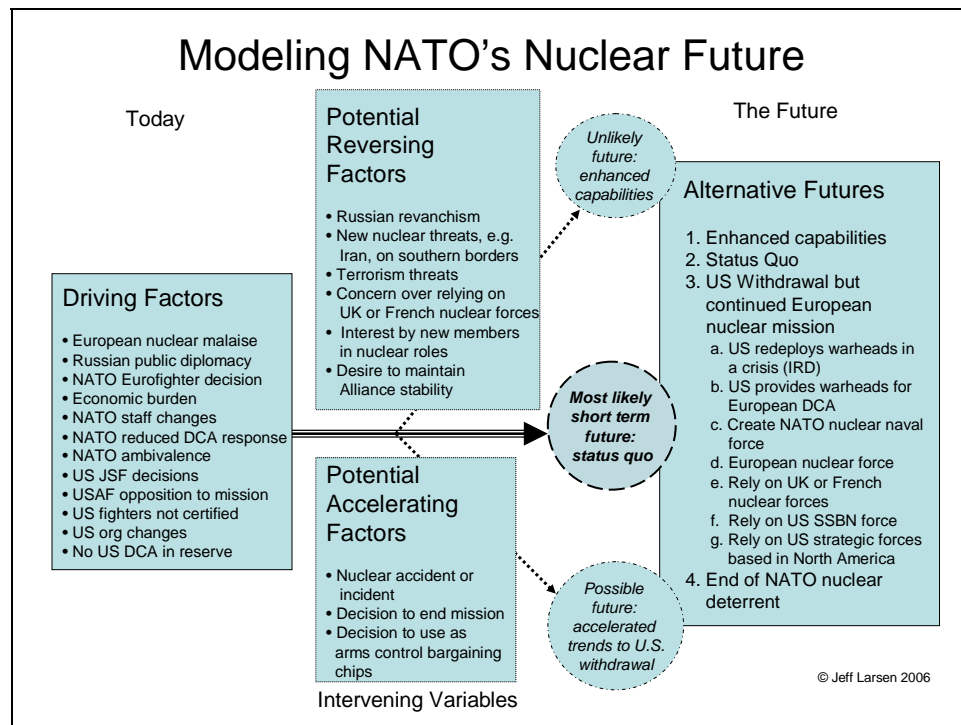 Modeling NATO's Nuclear Future
Today
The Future
Driving Factors
• European nuclear malaise
• Russian public diplomacy
• NATO Eurofighter decision
• Economic burden
• NATO staff changes
• NATO reduced DCA response
• NATO ambivalence
• US JSF decisions
• USAF opposition to mission
• US fighters not certified
• US org changes
• No US DCA in reserve
Potential
Reversing
Factors
• Russian revanchism
• New nuclear threats, e.g.
Iran, on southern borders
• Terrorism threats
• Concern over relying on
UK or French nuclear forces
• Interest by new members
in nuclear roles
• Desire to maintain
Alliance stability
Potential
Accelerating
Factors
• Nuclear accident or
incident
• Decision to end mission
• Decision to use as
arms control bargaining
chips
Intervening Variables
Unlikely
future:
enhanced
capabilities
Most likely
short term
future:
status quo
Possible
future:
accelerated
trends to U.S.
withdrawal
Alternative Futures
1. Enhanced capabilities
2. Status Quo
3. US Withdrawal but
continued European
nuclear mission
a. US redeploys warheads in
a crisis (IRD)
b. US provides warheads for
European DCA
c. Create NATO nuclear naval
force
d. European nuclear force
e. Rely on UK or French
nuclear forces
f. Rely on US SSBN force
g. Rely on US strategic forces
based in North America
4. End of NATO nuclear
deterrent
© Jeff Larsen 2006